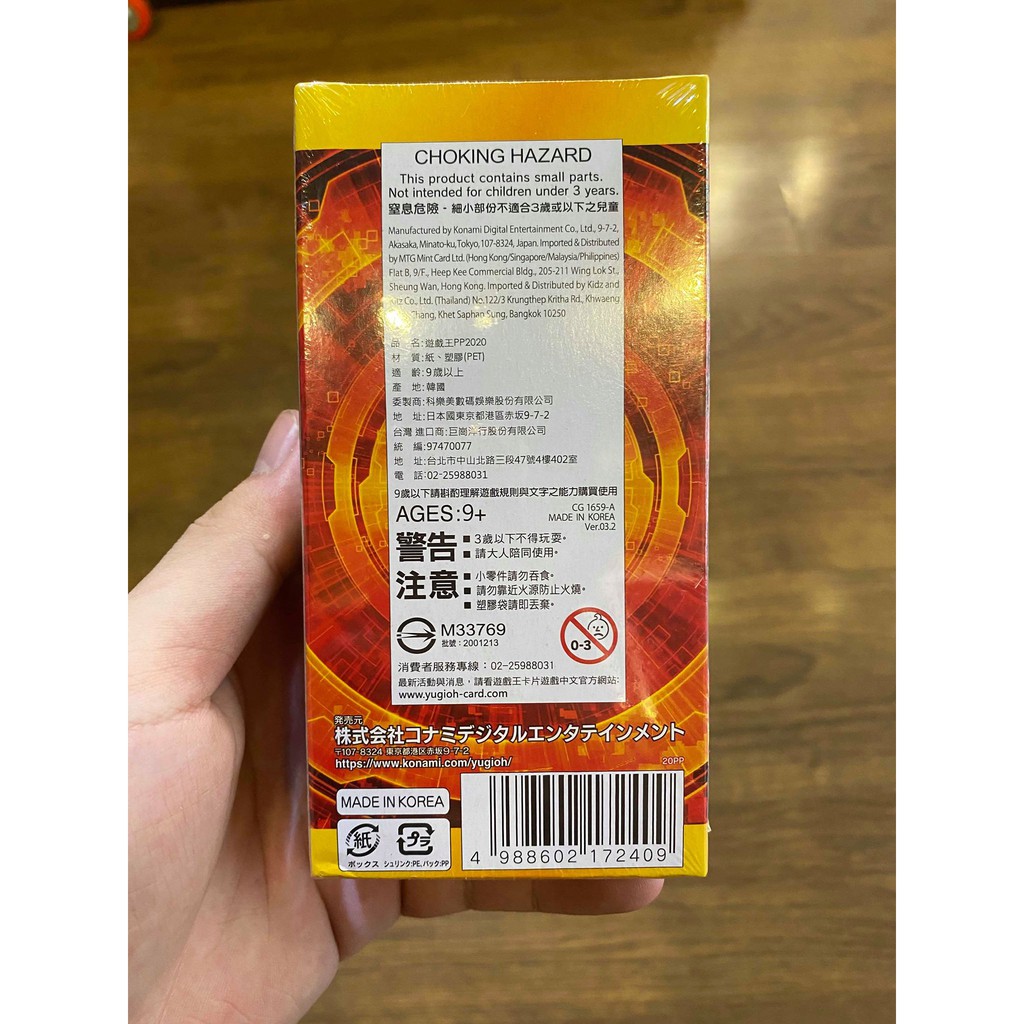 CHOKING HAZARD
This product contains small parts.
Not intended for children under 3 years.
窒息危險 - 細小部份不適合3歲或以下之兒童
Manufactured by Konami Digital Entertainment Co., Ltd., 9-7-2,
Akasaka, Minato-ku, Tokyo, 107-8324, Japan. Imported & Distributed
by MTG Mint Card Ltd. (Hong Kong/Singapore/Malaysia/Philippines)
Flat B, 9/F., Heep Kee Commercial Bldg., 205-211 Wing Lok St.,
Sheung Wan, Hong Kong. Imported & Distributed by Kidz and
Co., Ltd. (Thailand) No.122/3 Krungthep Kritha Rd., Khwaeng
Chang, Khet Saphan Sung, Bangkok 10250
品 名:遊戲王PP2020
材 質:紙、塑膠(PET)
適 齡:9歲以上
產 地:韓國
委製商:科樂美數碼娛樂股份有限公司
地 址:日本國東京都港區赤坂9-7-2
台灣進口商:巨崗洋行股份有限公司
統 編:97470077
地 址:台北市中山北路三段47號4樓402室
電 話:02-25988031
9歲以下請斟酌理解遊戲規則與文字之能力購買使用
AGES:9+
CG 1659-A
MADE IN KOREA
Ver.03.2
警告
■ 3歲以下不得玩耍。
■ 請大人陪同使用。
注意
■ 小零件請勿吞食。
■ 請勿靠近火源防止火燒。
■ 塑膠袋請即丟棄。
M33769
批號:2001213
0-3
消費者服務專線:02-25988031
最新活動與消息,請看遊戲王卡片遊戲中文官方網站:
www.yugioh-card.com
発売元
株式会社コナミデジタルエンタテインメント
〒107-8324 東京都港区赤坂9-7-2
https://www.konami.com/yugioh/
20PP
MADE IN KOREA
紙
プラ
ボックス
シュリンク:PE, パック:PP
4 988602 172409